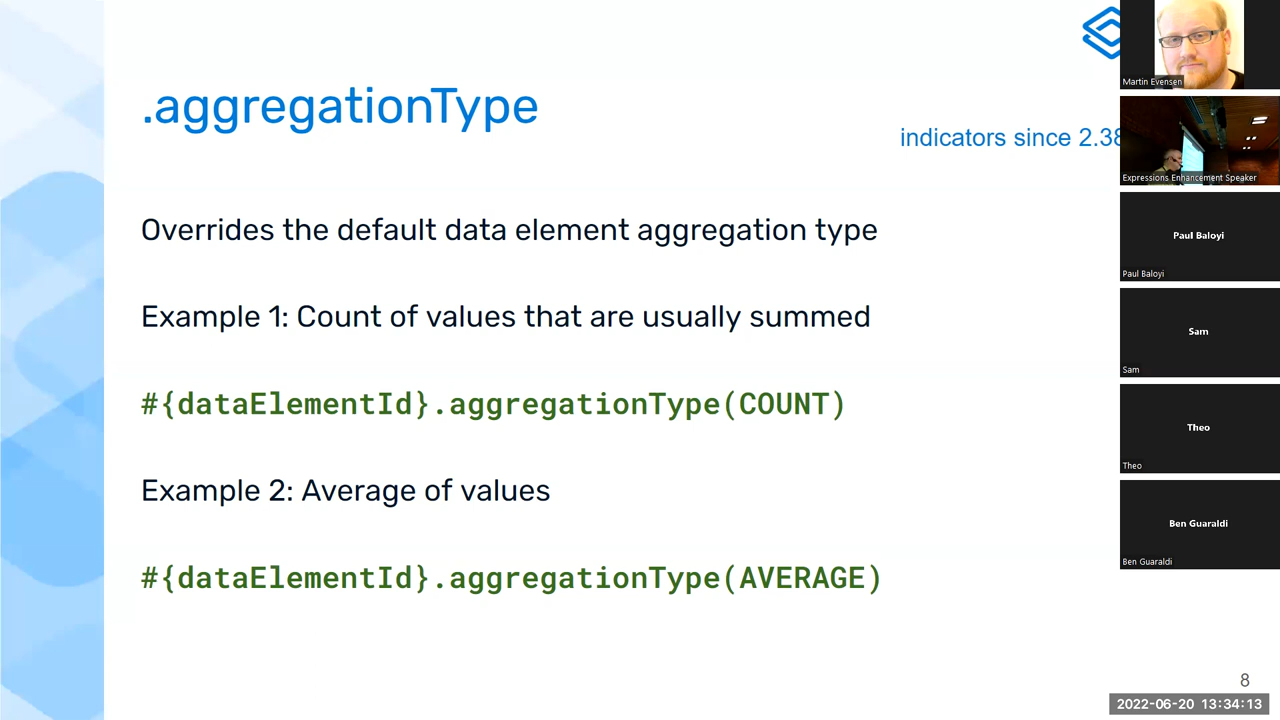 .aggregationType
indicators since 2.38
Overrides the default data element aggregation type
Example 1: Count of values that are usually summed
#{dataElementId}.aggregationType(COUNT)
Example 2: Average of values
#{dataElementId}.aggregationType(AVERAGE)
8
2022-06-20 13:34:13
Martin Evensen
Expressions Enhancement Speaker
Paul Baloyi
Paul Baloyi
Sam
Sam
Theo
Theo
Ben Guaraldi
Ben Guaraldi